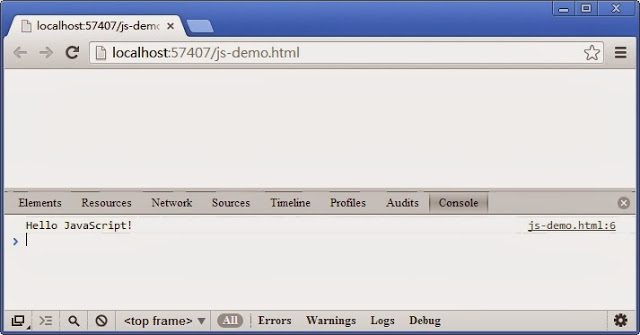 localhost:57407/js-demo
localhost:57407/js-demo.html
Elements Resources Network Sources Timeline Profiles Audits Console
Hello JavaScript! js-demo.html:6
<top frame> All Errors Warnings Logs Debug